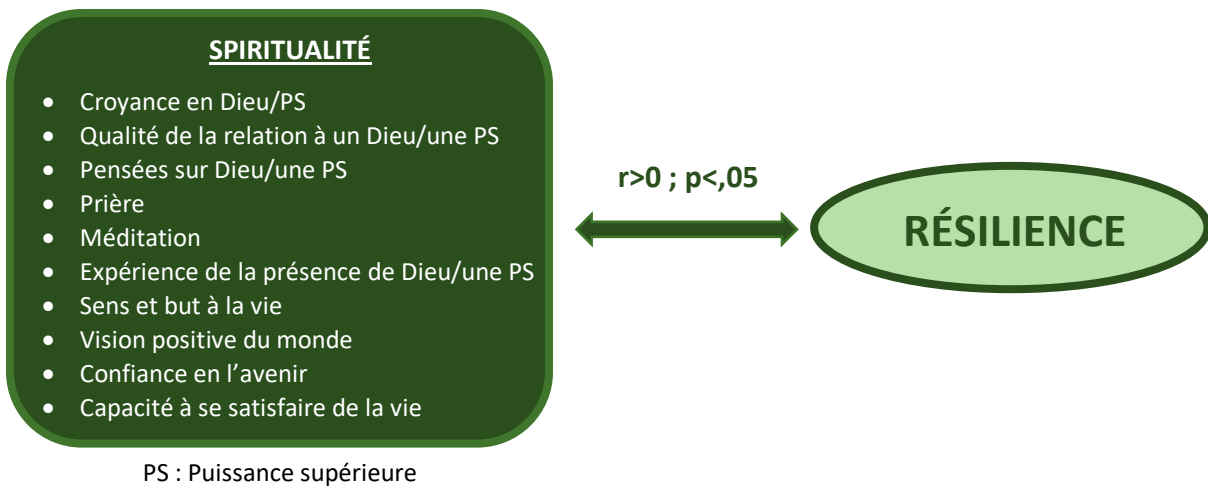 SPIRITUALITÉ
• Croyance en Dieu/PS
• Qualité de la relation à un Dieu/une PS
• Pensées sur Dieu/une PS
• Prière
• Méditation
• Expérience de la présence de Dieu/une PS
• Sens et but à la vie
• Vision positive du monde
• Confiance en l’avenir
• Capacité à se satisfaire de la vie
r>0 ; p<,05
RÉSILIENCE
PS : Puissance supérieure